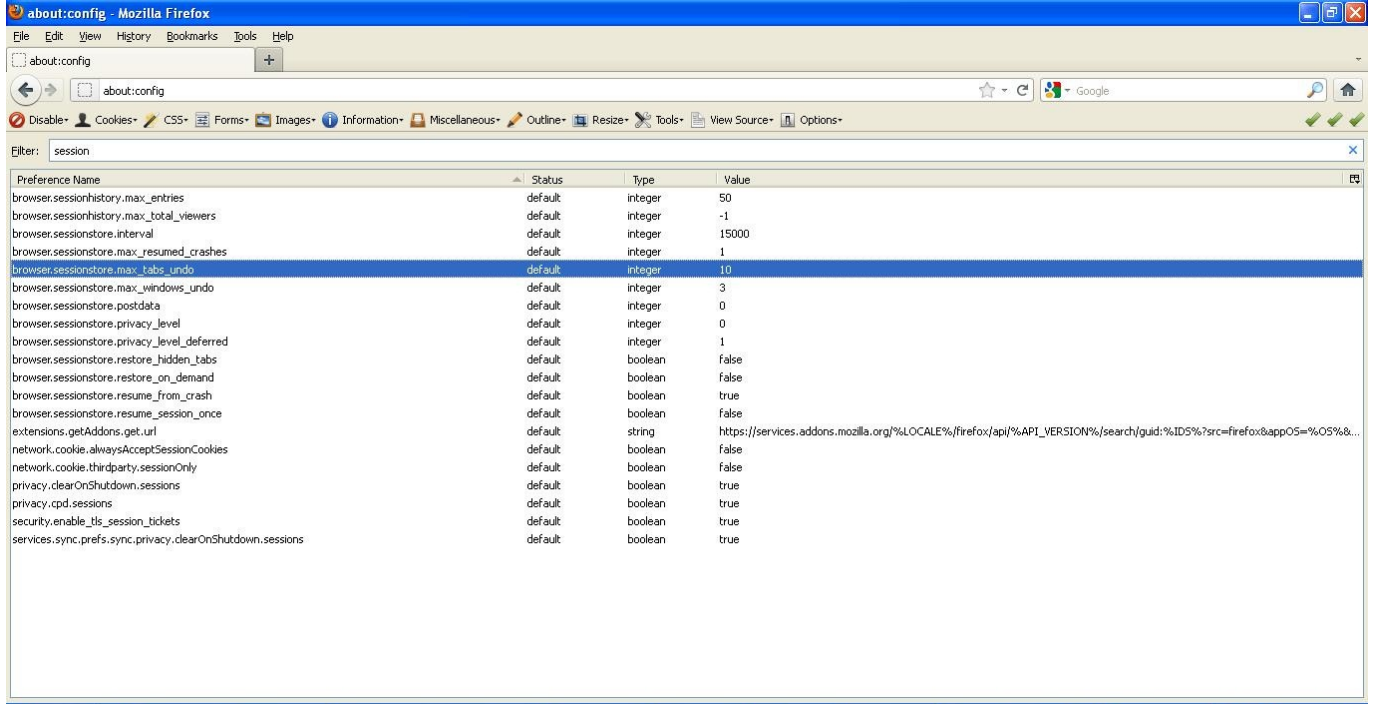 about:config - Mozilla Firefox
File Edit View History Bookmarks Tools Help
about:config
about:config Google
Disable Cookies CSS Forms Images Information Miscellaneous Outline Resize Tools View Source Options
Filter: session
Preference Name Status Type Value
browser.sessionhistory.max_entries default integer 50
browser.sessionhistory.max_total_viewers default integer -1
browser.sessionstore.interval default integer 15000
browser.sessionstore.max_resumed_crashes default integer 1
browser.sessionstore.max_tabs_undo default integer 10
browser.sessionstore.max_windows_undo default integer 3
browser.sessionstore.postdata default integer 0
browser.sessionstore.privacy_level default integer 0
browser.sessionstore.privacy_level_deferred default integer 1
browser.sessionstore.restore_hidden_tabs default boolean false
browser.sessionstore.restore_on_demand default boolean false
browser.sessionstore.resume_from_crash default boolean true
browser.sessionstore.resume_session_once default boolean false
extensions.getAddons.get.url default string https://services.addons.mozilla.org/%LOCALE%/firefox/api/%API_VERSION%/search/guid:%IDS%?src=firefox&appOS=%OS%&...
network.cookie.alwaysAcceptSessionCookies default boolean false
network.cookie.thirdparty.sessionOnly default boolean false
privacy.clearOnShutdown.sessions default boolean true
privacy.cpd.sessions default boolean true
security.enable_tls_session_tickets default boolean true
services.sync.prefs.sync.privacy.clearOnShutdown.sessions default boolean true